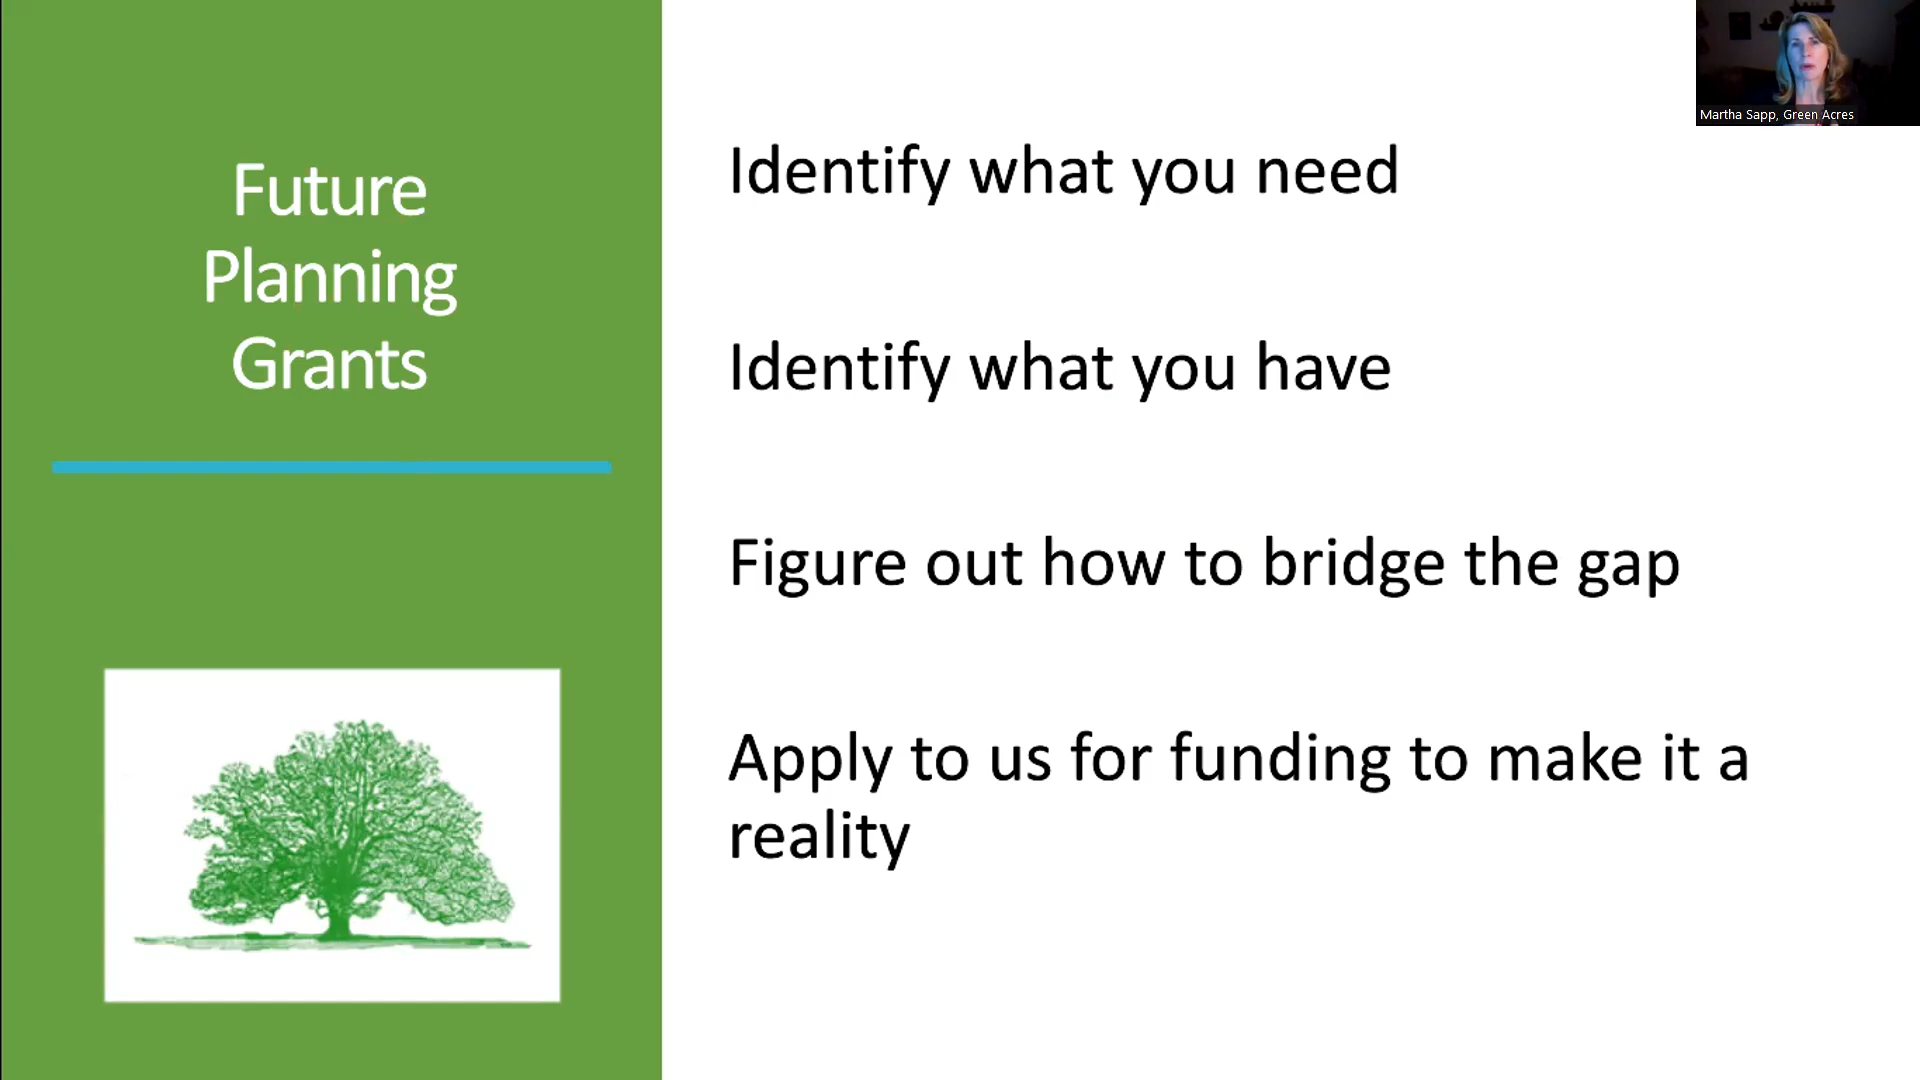 Future
Planning
Grants
Identify what you need
Identify what you have
Figure out how to bridge the gap
Apply to us for funding to make it a
reality
Martha Sapp, Green Acres